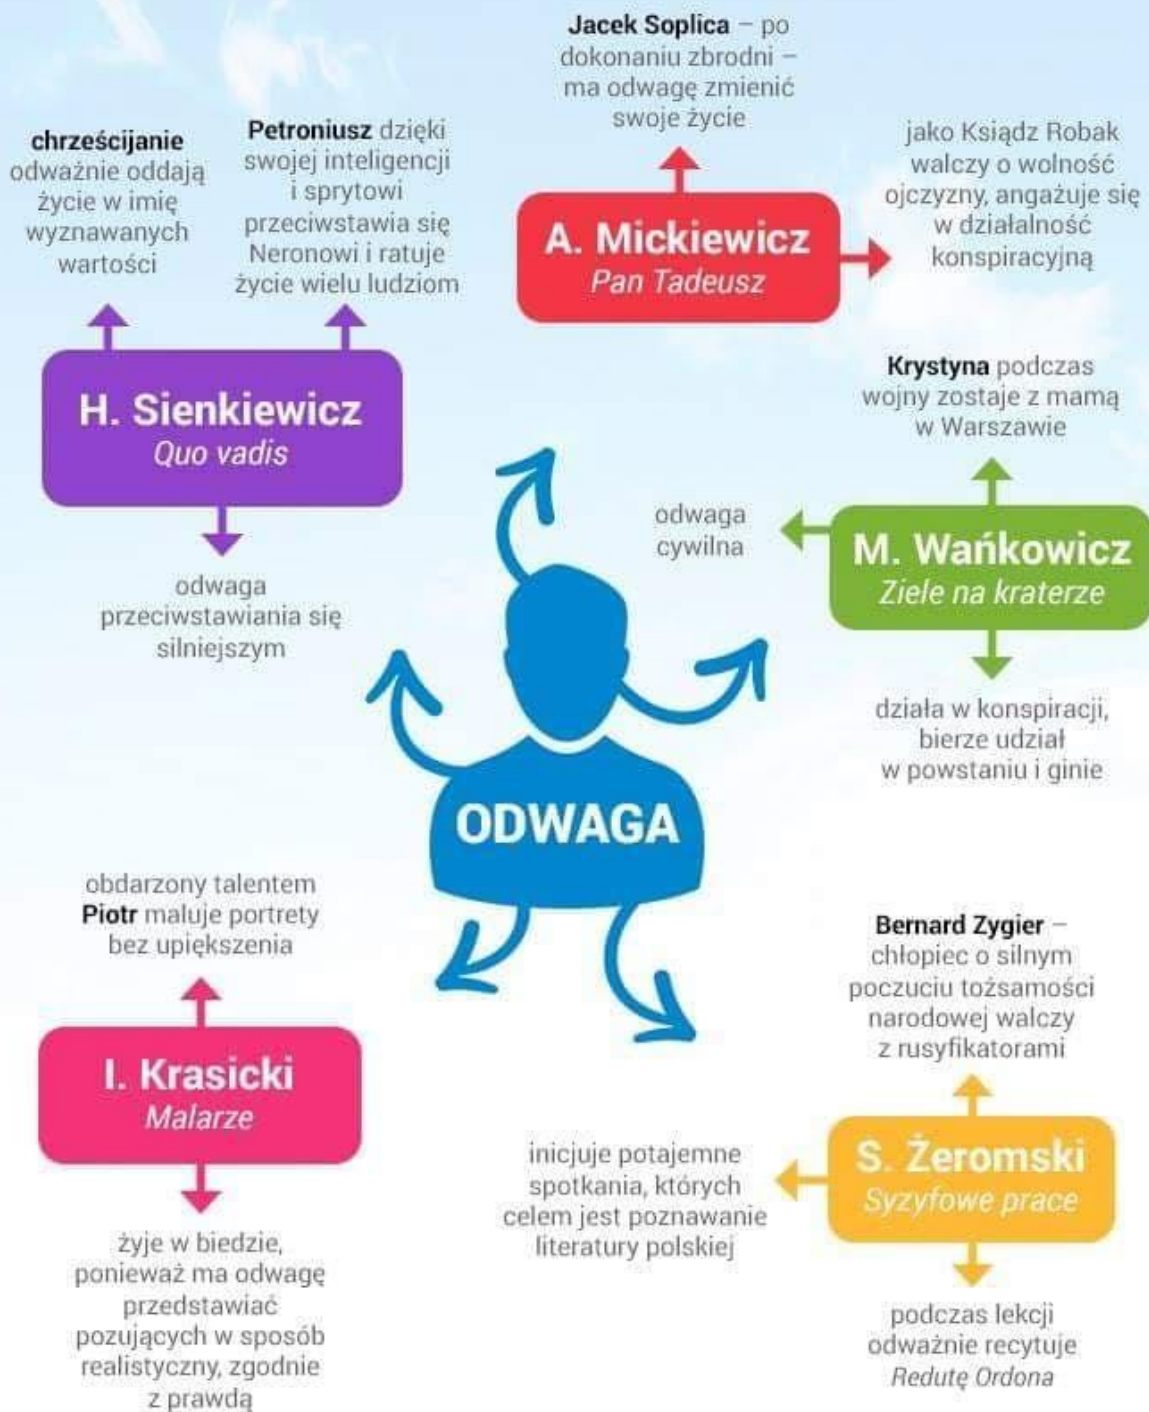 Jacek Soplica – po
dokonaniu zbrodni –
ma odwagę zmienić
swoje życie
chrześcijanie
odważnie oddają
życie w imię
wyznawanych
wartości
Petroniusz dzięki
swojej inteligencji
i sprytowi
przeciwstawia się
Neronowi i ratuje
życie wielu ludziom
A. Mickiewicz
Pan Tadeusz
jako Ksiądz Robak
walczy o wolność
ojczyzny, angażuje się
w działalność
konspiracyjną
H. Sienkiewicz
Quo vadis
odwaga
przeciwstawiania się
silniejszym
Krystyna podczas
wojny zostaje z mamą
w Warszawie
odwaga
cywilna
M. Wańkowicz
Ziele na kraterze
działa w konspiracji,
bierze udział
w powstaniu i ginie
ODWAGA
obdarzony talentem
Piotr maluje portrety
bez upiększenia
I. Krasicki
Malarze
żyje w biedzie,
ponieważ ma odwagę
przedstawiać
pozujących w sposób
realistyczny, zgodnie
z prawdą
Bernard Zygier –
chłopiec o silnym
poczuciu tożsamości
narodowej walczy
z rusyfikatorami
inicjuje potajemne
spotkania, których
celem jest poznawanie
literatury polskiej
S. Żeromski
Syzyfowe prace
podczas lekcji
odważnie recytuje
Redutę Ordona